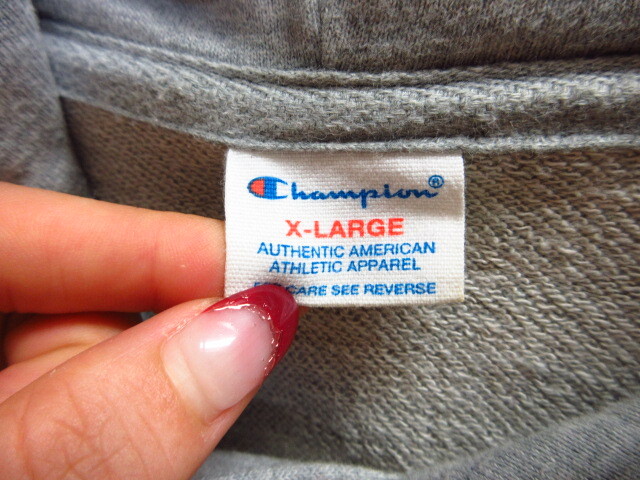 Champion®
X-LARGE
AUTHENTIC AMERICAN
ATHLETIC APPAREL
CARE SEE REVERSE